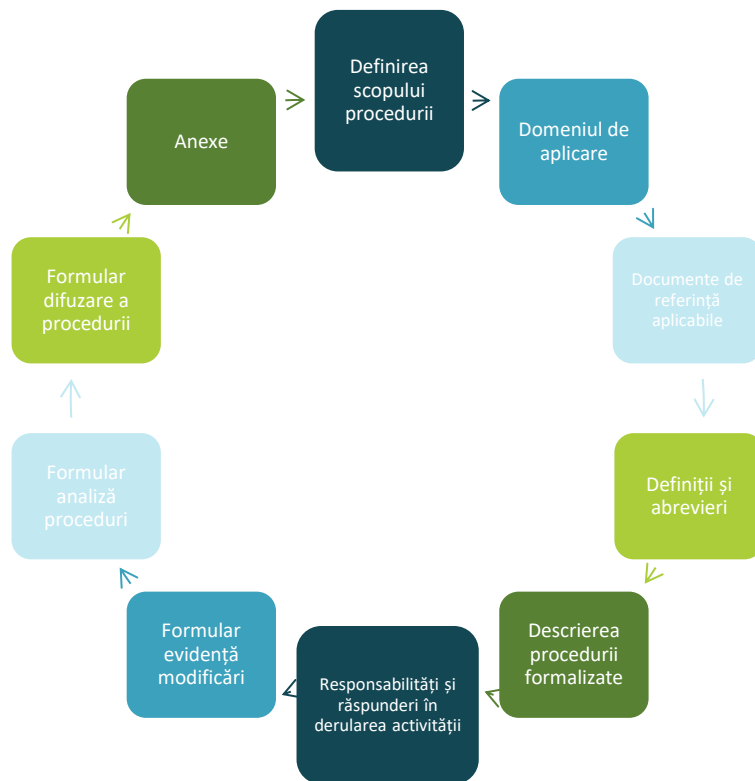 Definirea
scopului
procedurii
Domeniul de
aplicare
Documente de
referință
aplicabile
Definiții și
abrevieri
Descrierea
procedurii
formalizate
Responsabilități și
răspunderi în
derularea activității
Formular
evidență
modificări
Formular
analiză
proceduri
Formular
difuzare a
procedurii
Anexe